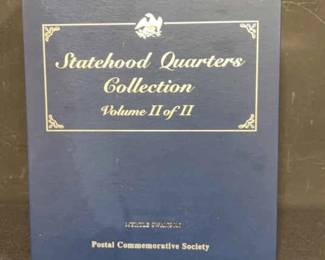 Statehood Quarters
Collection
Volume II of II
Postal Commemorative Society